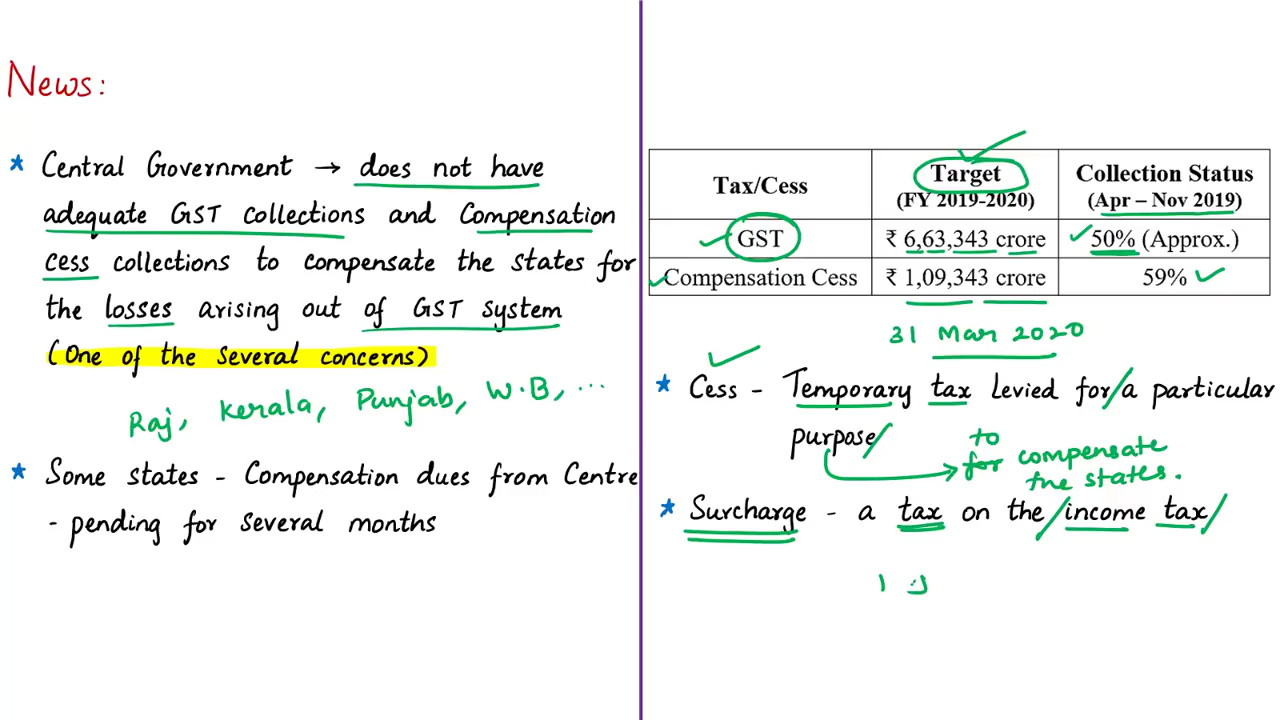 News:
* Central Government → does not have
adequate GST collections and Compensation
cess collections to compensate the states for
the losses arising out of GST system
(One of the several concerns)
Raj, Kerala, Punjab, W.B, ...
* Some states - Compensation dues from Centre
- pending for several months
Tax/Cess Target Collection Status
(FY 2019-2020) (Apr – Nov 2019)
GST ₹ 6,63,343 crore 50% (Approx.)
Compensation Cess ₹ 1,09,343 crore 59%
31 Mar 2020
* Cess - Temporary tax levied for a particular
purpose
to
for compensate
the states.
* Surcharge - a tax on the income tax